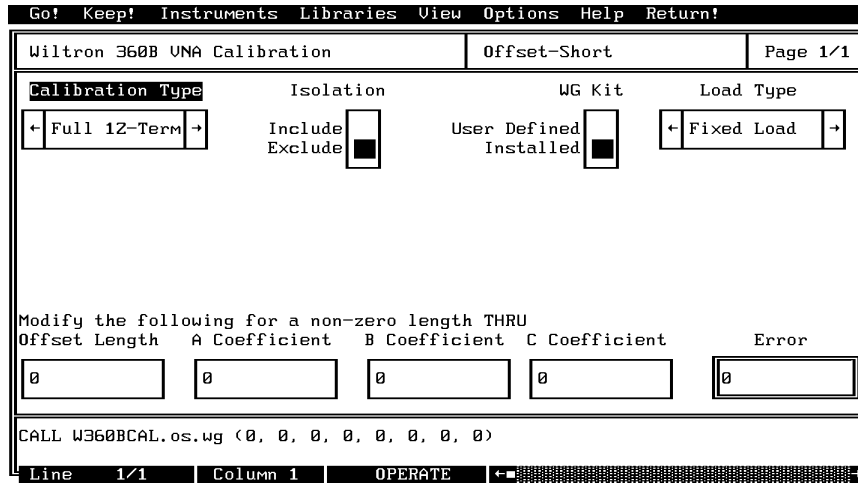 Go! Keep! Instruments Libraries View Options Help Return!
Wiltron 360B VNA Calibration Offset-Short Page 1/1
Calibration Type Isolation WG Kit Load Type
← Full 12-Term → Include User Defined ← Fixed Load →
Exclude Installed
Modify the following for a non-zero length THRU
Offset Length A Coefficient B Coefficient C Coefficient Error
0 0 0 0 0
CALL W360BCAL.os.wg (0, 0, 0, 0, 0, 0, 0, 0)
Line 1/1 Column 1 OPERATE ← →